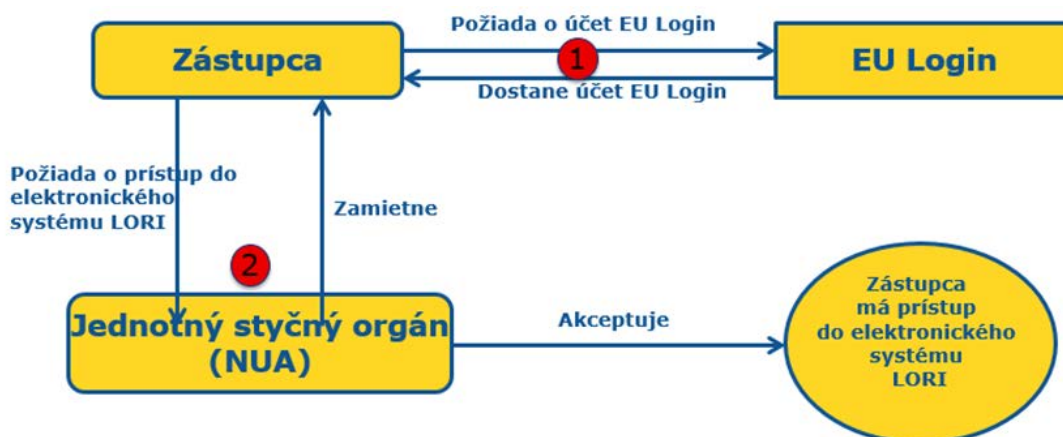 Požiada o účet EU Login
Zástupca
1
EU Login
Dostane účet EU Login
Požiada o prístup do
elektronického
systému LORI
Zamietne
2
Jednotný styčný orgán
(NUA)
Akceptuje
Zástupca
má prístup
do elektronického
systému
LORI